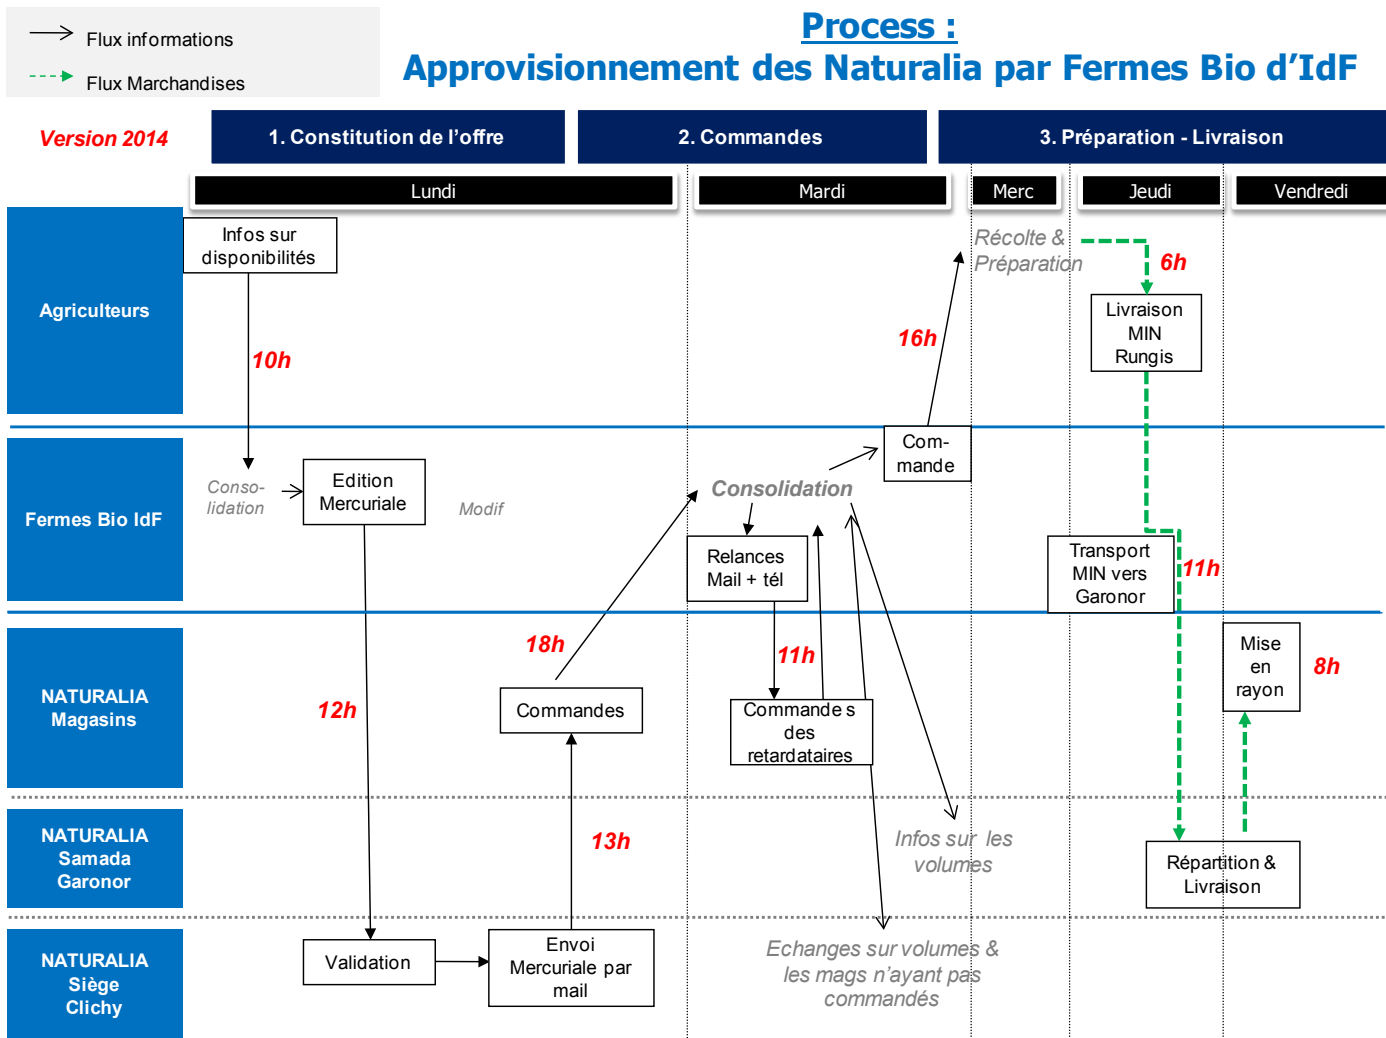 Flux informations
Flux Marchandises
Process :
Approvisionnement des Naturalia par Fermes Bio d’IdF
Version 2014
1. Constitution de l’offre
2. Commandes
3. Préparation - Livraison
Lundi
Mardi
Merc
Jeudi
Vendredi
Agriculteurs
Infos sur
disponibilités
10h
16h
Récolte &
Préparation
6h
Livraison
MIN
Rungis
Fermes Bio IdF
Conso-
lidation
Edition
Mercuriale
Modif
Consolidation
Com-
mande
Relances
Mail + tél
Transport
MIN vers
Garonor
11h
NATURALIA
Magasins
12h
18h
Commandes
11h
Commande s
des
retardataires
Mise
en
rayon
8h
NATURALIA
Samada
Garonor
13h
Infos sur les
volumes
Répartition &
Livraison
NATURALIA
Siège
Clichy
Validation
Envoi
Mercuriale par
mail
Echanges sur volumes &
les mags n’ayant pas
commandés